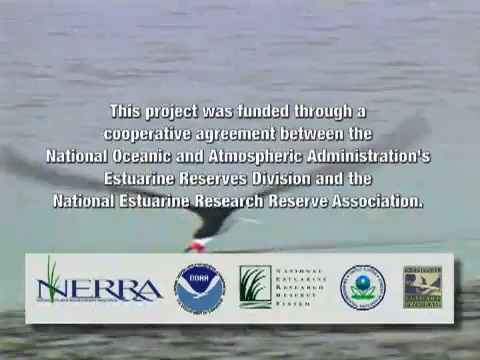 This project was funded through a
cooperative agreement between the
National Oceanic and Atmospheric Administration's
Estuarine Reserves Division and the
National Estuarine Research Reserve Association.
NERRA
NOAA
NATIONAL
ESTUARINE
RESEARCH
RESERVE
SYSTEM
NATIONAL
ESTUARY
PROGRAM